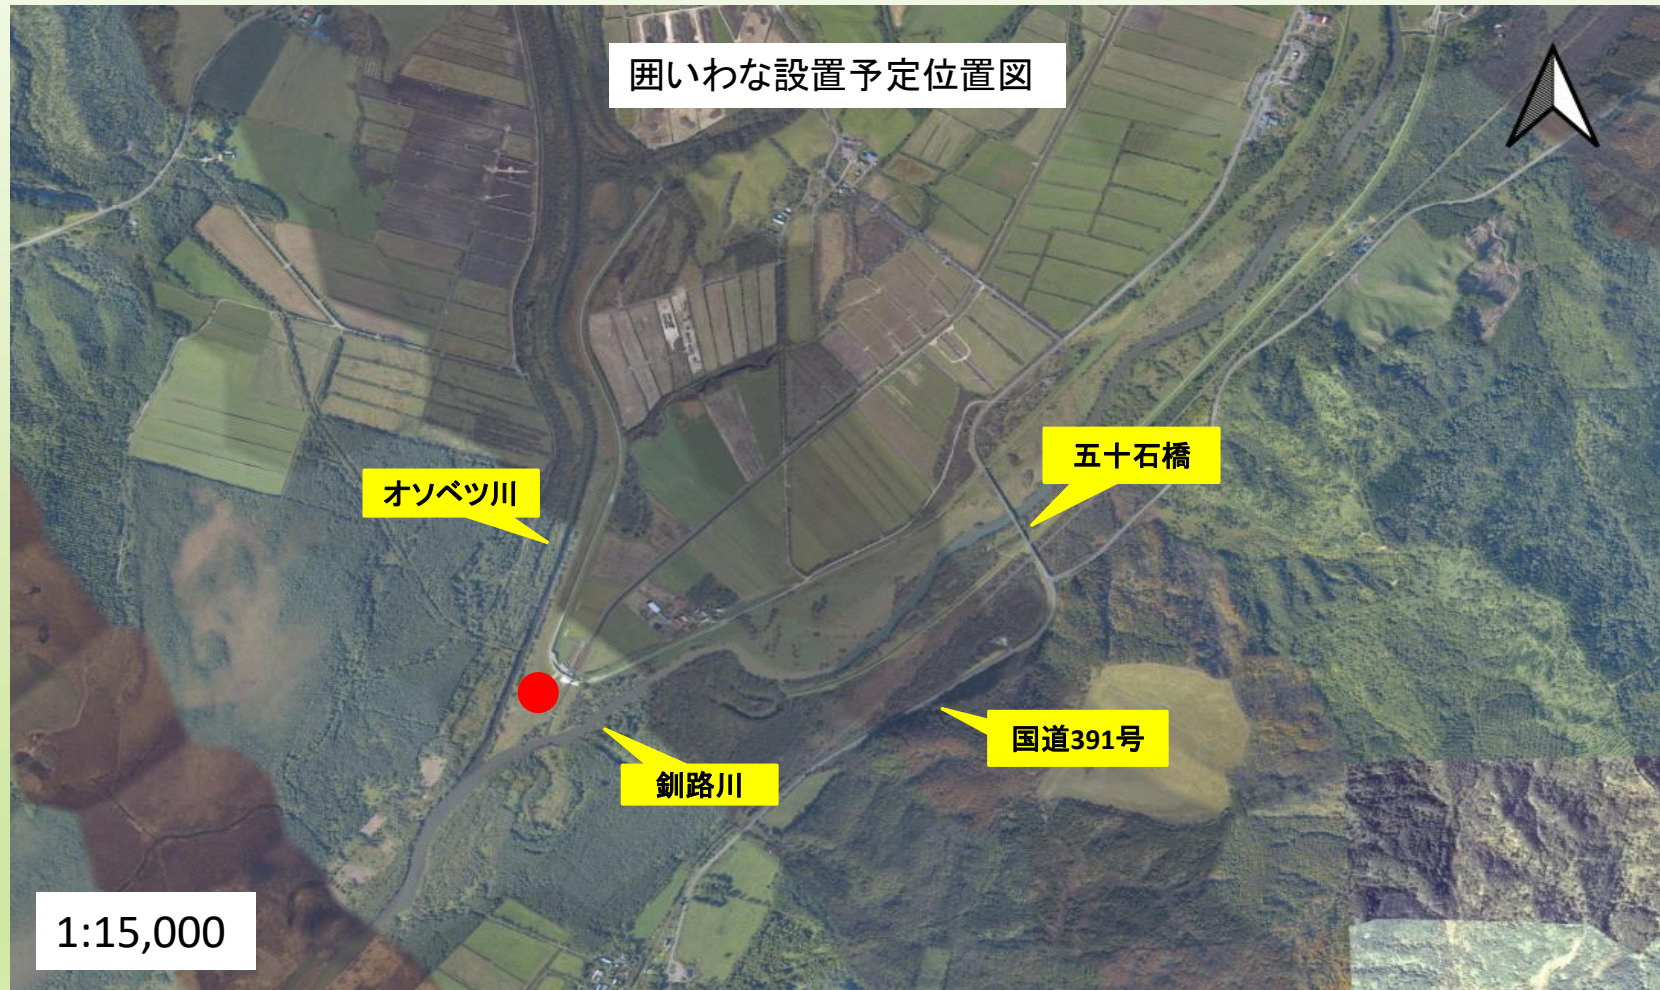 囲いわな設置予定位置図
五十石橋
オソベツ川
国道391号
釧路川
1:15,000